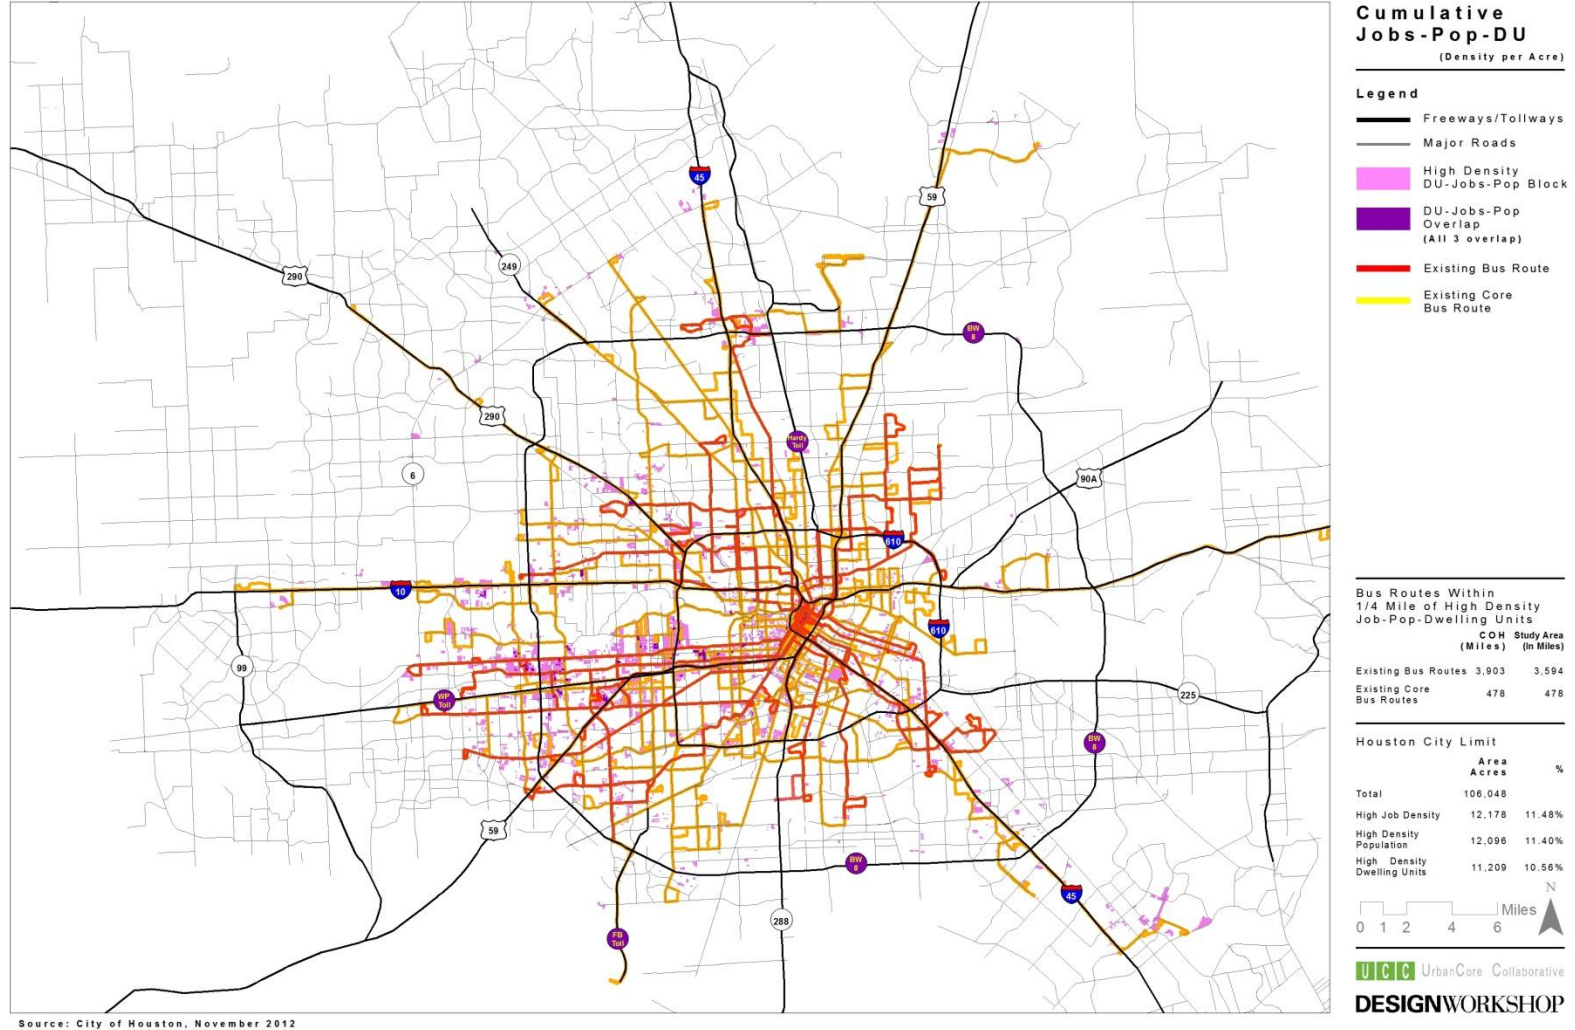 Cumulative
Jobs-Pop-DU
(Density per Acre)
Legend
Freeways/Tollways
Major Roads
High Density
DU-Jobs-Pop Block
DU-Jobs-Pop
Overlap
(All 3 overlap)
Existing Bus Route
Existing Core
Bus Route
45
59
249
290
BW
8
290
Hardy
Toll
6
90A
610
10
610
99
WP
Toll
225
BW
8
59
BW
8
45
288
FB
Toll
Bus Routes Within
1/4 Mile of High Density
Job-Pop-Dwelling Units
COH Study Area
(Miles) (In Miles)
Existing Bus Routes 3,903 3,594
Existing Core
Bus Routes 478 478
Houston City Limit
Area
Acres %
Total 106,048
High Job Density 12,178 11.48%
High Density
Population 12,096 11.40%
High Density
Dwelling Units 11,209 10.56%
N
Miles
0 1 2 4 6
UCC UrbanCore Collaborative
DESIGNWORKSHOP
Source: City of Houston, November 2012